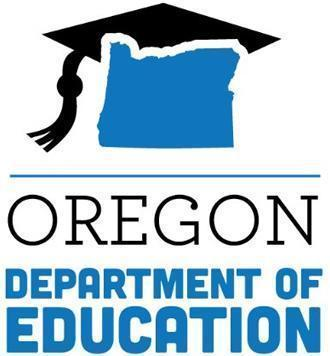 OREGON
DEPARTMENT OF
EDUCATION